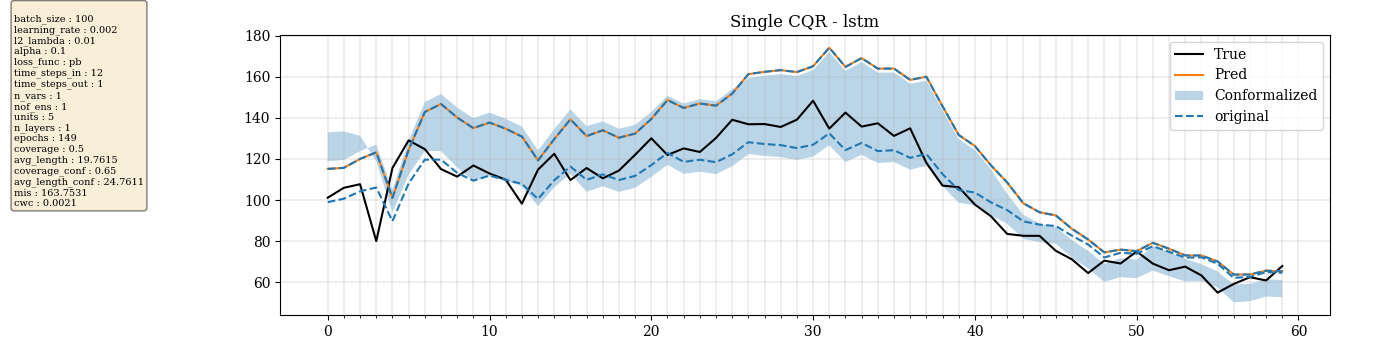 batch_size : 100
learning_rate : 0.002
l2_lambda : 0.01
alpha : 0.1
loss_func : pb
time_steps_in : 12
time_steps_out : 1
n_vars : 1
nof_ens : 1
units : 5
n_layers : 1
epochs : 149
coverage : 0.5
avg_length : 19.7615
coverage_conf : 0.65
avg_length_conf : 24.7611
mis : 163.7531
cwc : 0.0021
Single CQR - lstm
180
160
140
120
100
80
60
True
Pred
Conformalized
original
0 10 20 30 40 50 60